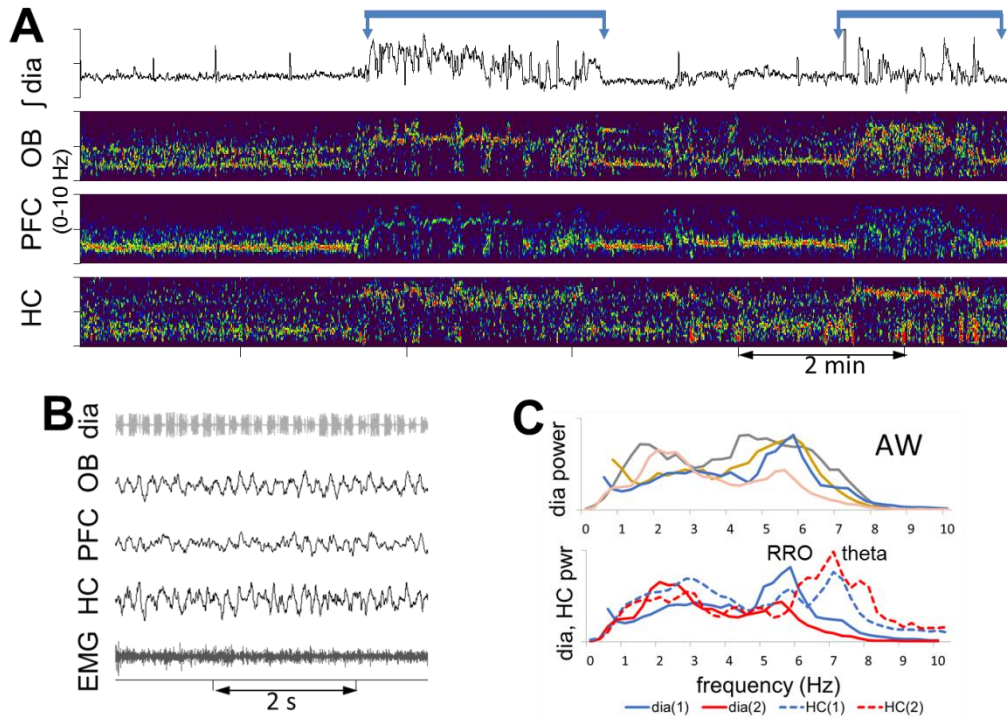 A
∫ dia
OB
PFC
(0-10 Hz)
HC
2 min
B
dia
OB
PFC
HC
EMG
2 s
C
dia power
AW
1 2 3 4 5 6 7 8 9 10
dia, HC pwr
RRO theta
0 1 2 3 4 5 6 7 8 9 10
frequency (Hz)
dia(1) dia(2) HC(1) HC(2)